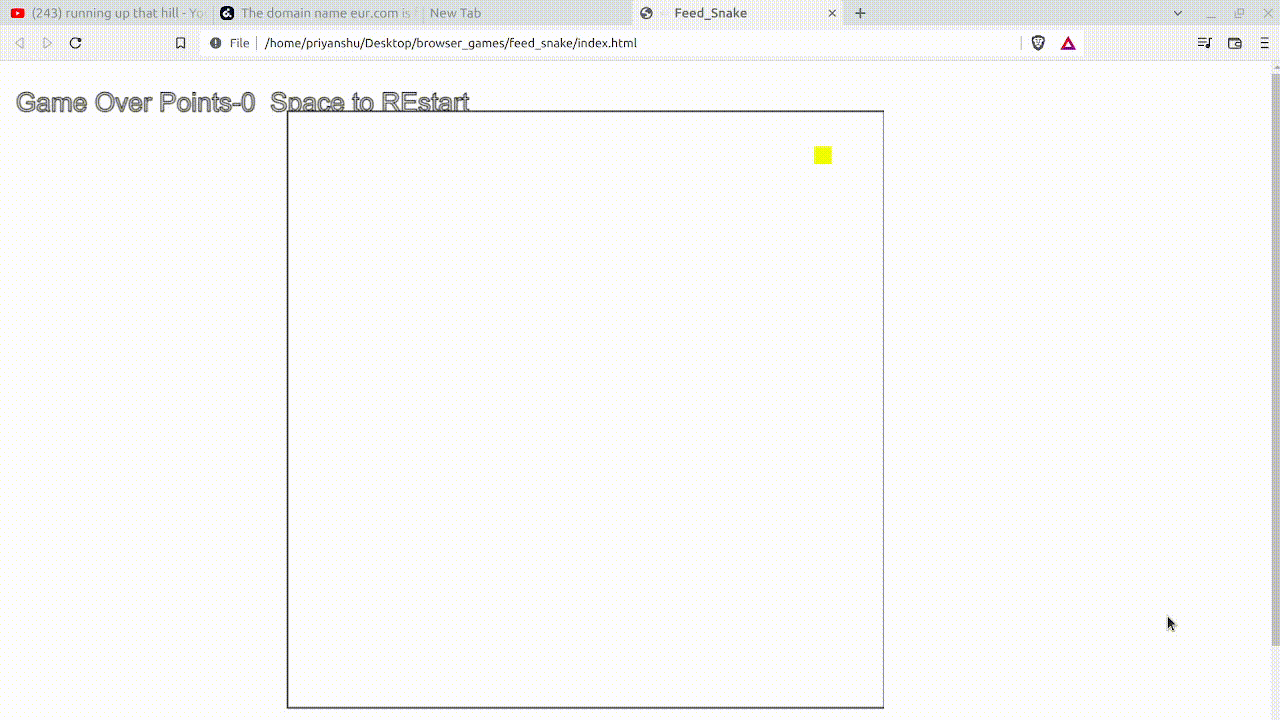 (243) running up that hill - Yo
The domain name eur.com is
New Tab
Feed_Snake
File
/home/priyanshu/Desktop/browser_games/feed_snake/index.html
Game Over Points-0 Space to REstart